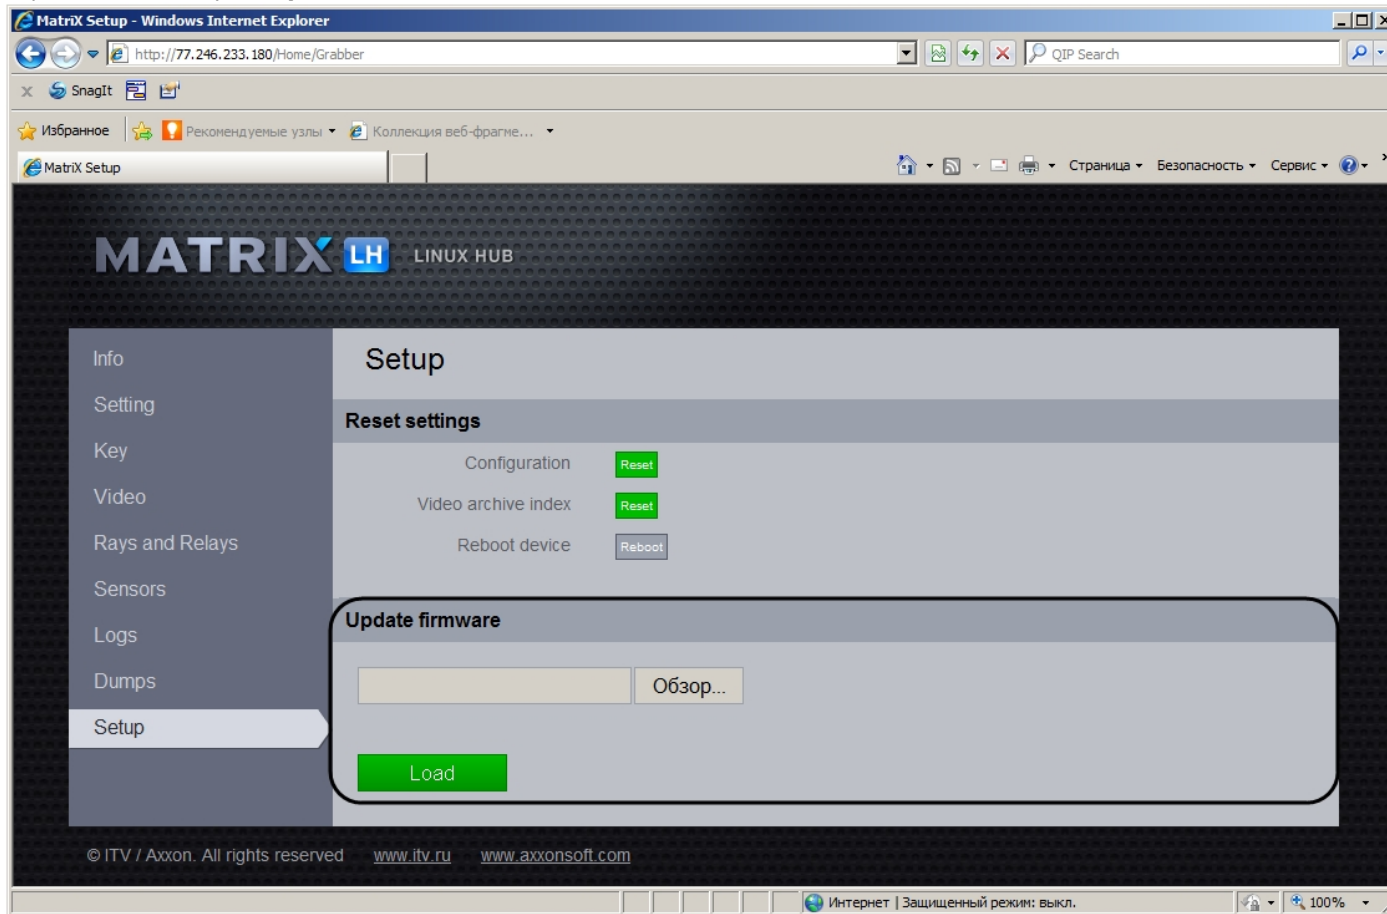 MatriX Setup - Windows Internet Explorer
http://77.246.233.180/Home/Grabber
QIP Search
x SnagIt
Избранное Рекомендуемые узлы Коллекция веб-фрагме...
MatriX Setup Страница Безопасность Сервис
MATRIX LH LINUX HUB
Info
Setting
Key
Video
Rays and Relays
Sensors
Logs
Dumps
Setup
Setup
Reset settings
Configuration Reset
Video archive index Reset
Reboot device Reboot
Update firmware
Обзор...
Load
© ITV / Axxon. All rights reserved www.itv.ru www.axxonsoft.com
Интернет | Защищенный режим: выкл. 100%